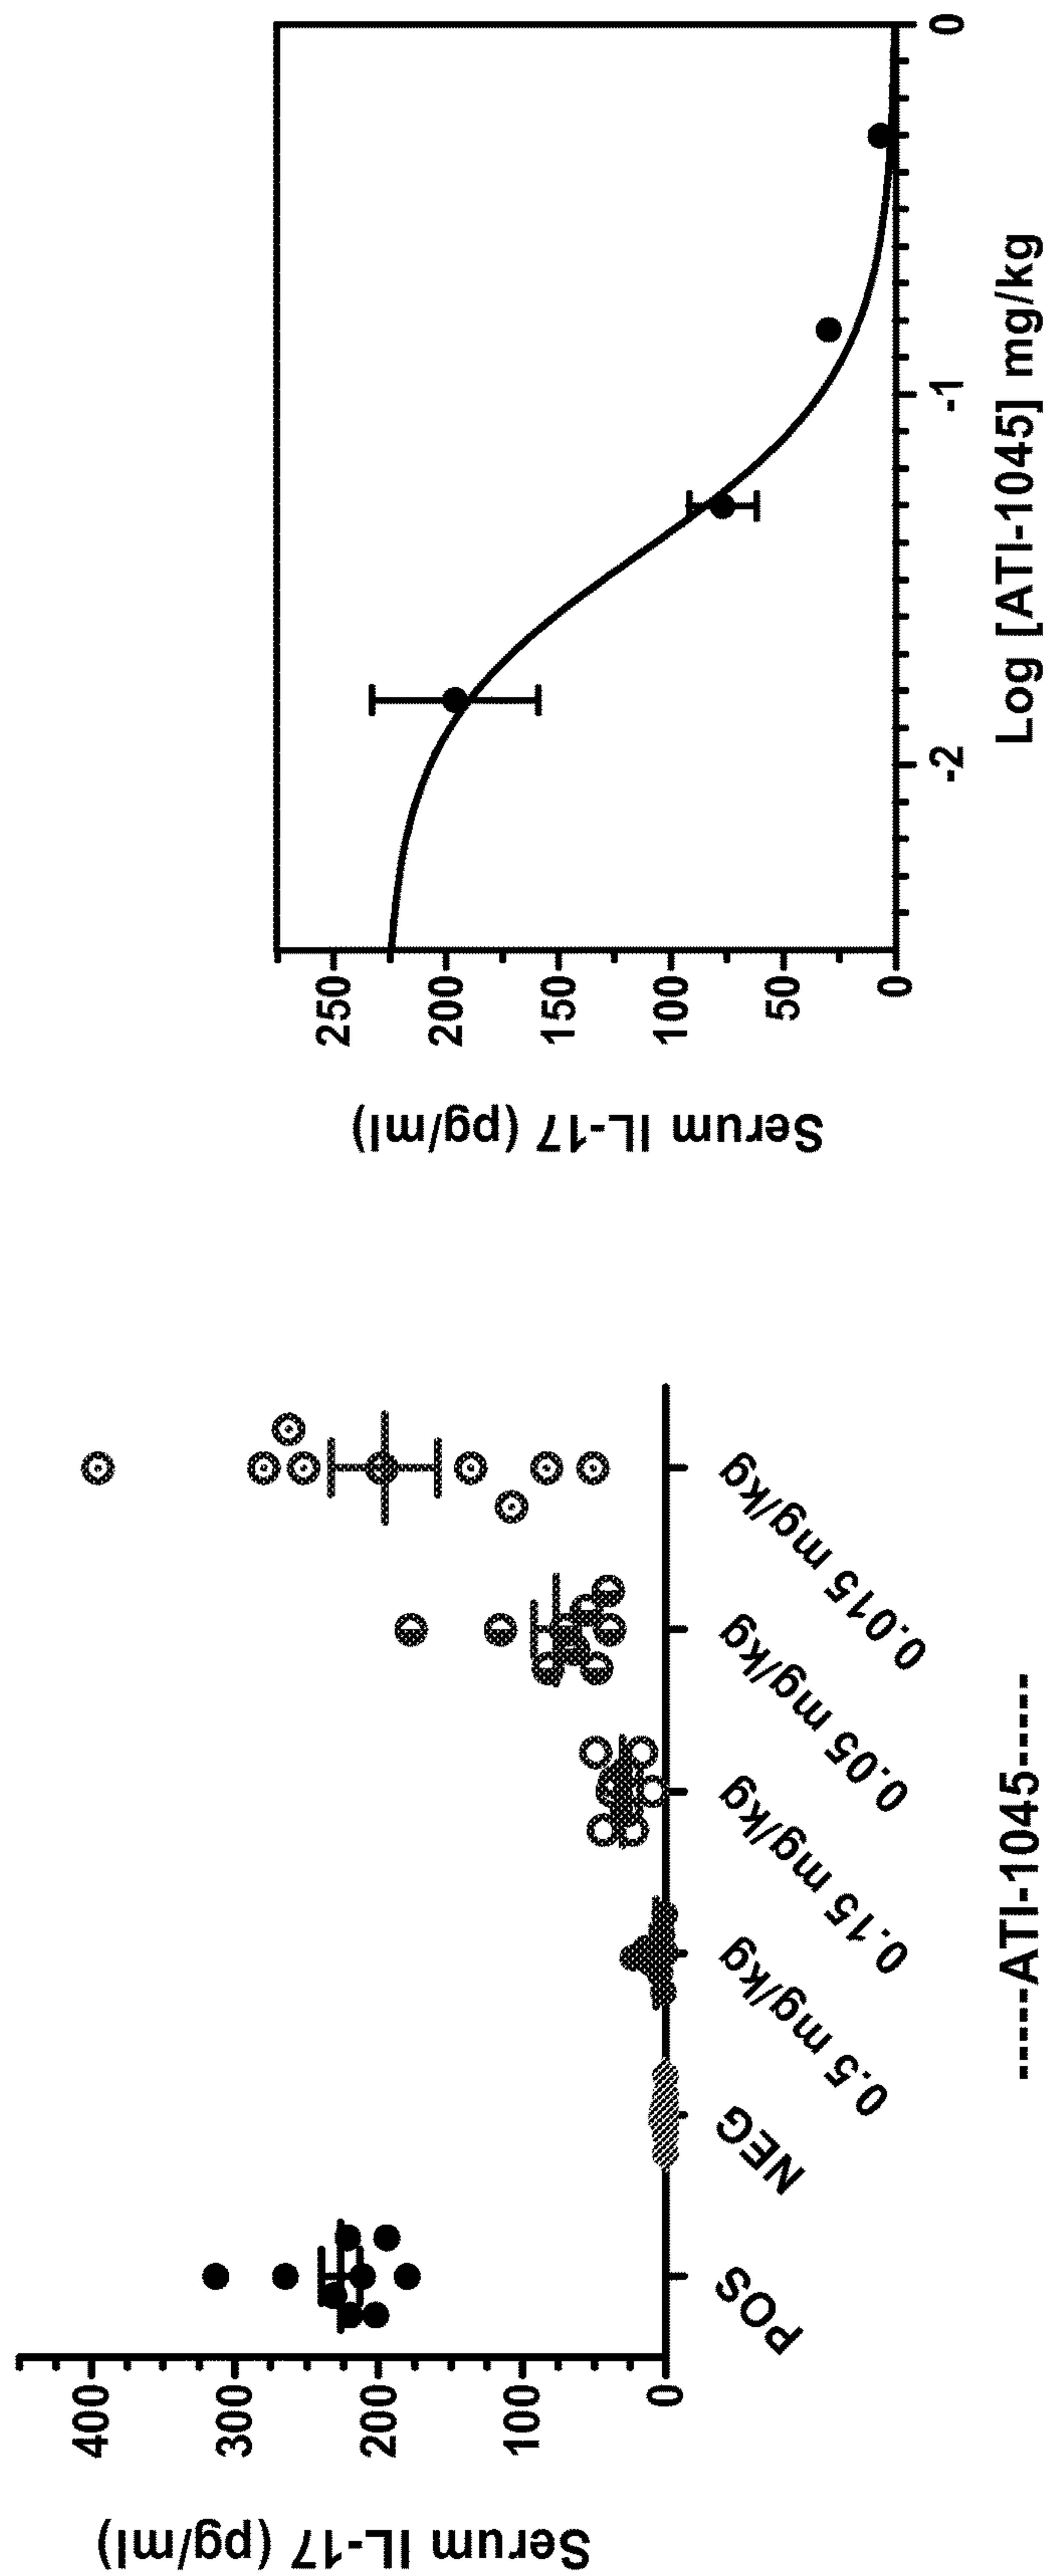 Serum IL-17 (pg/ml)
400
300
200
100
0
POS
NEG
0.5 mg/kg
0.15 mg/kg
0.05 mg/kg
0.015 mg/kg
-----ATI-1045-----
Serum IL-17 (pg/ml)
250
200
150
100
50
0
-2
-1
0
Log [ATI-1045] mg/kg